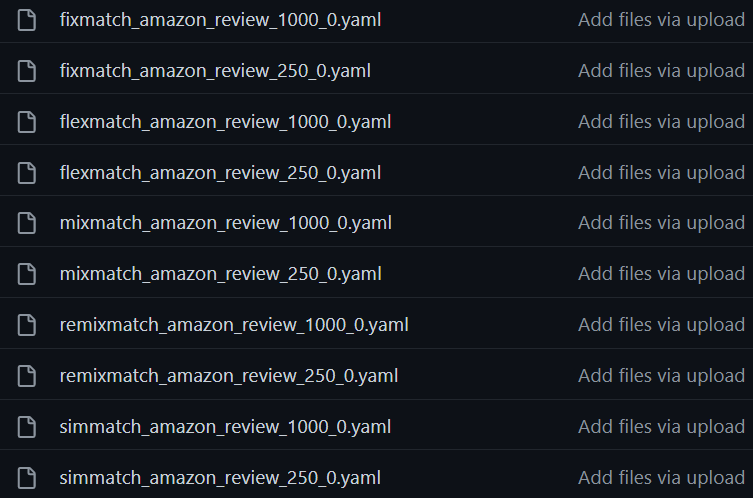 fixmatch_amazon_review_1000_0.yaml Add files via upload
fixmatch_amazon_review_250_0.yaml Add files via upload
flexmatch_amazon_review_1000_0.yaml Add files via upload
flexmatch_amazon_review_250_0.yaml Add files via upload
mixmatch_amazon_review_1000_0.yaml Add files via upload
mixmatch_amazon_review_250_0.yaml Add files via upload
remixmatch_amazon_review_1000_0.yaml Add files via upload
remixmatch_amazon_review_250_0.yaml Add files via upload
simmatch_amazon_review_1000_0.yaml Add files via upload
simmatch_amazon_review_250_0.yaml Add files via upload